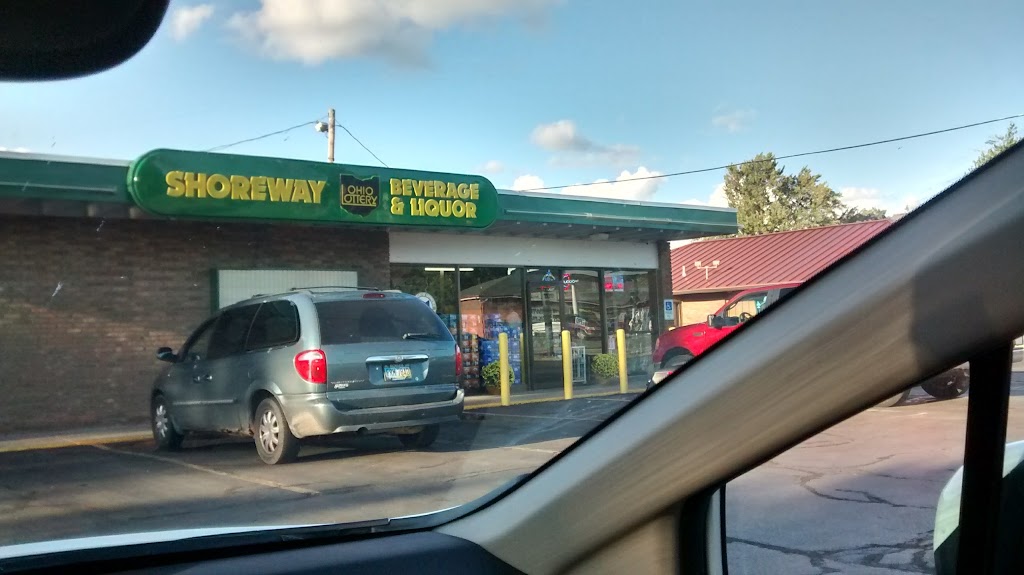 SHOREWAY
OHIO
LOTTERY
BEVERAGE
& LIQUOR